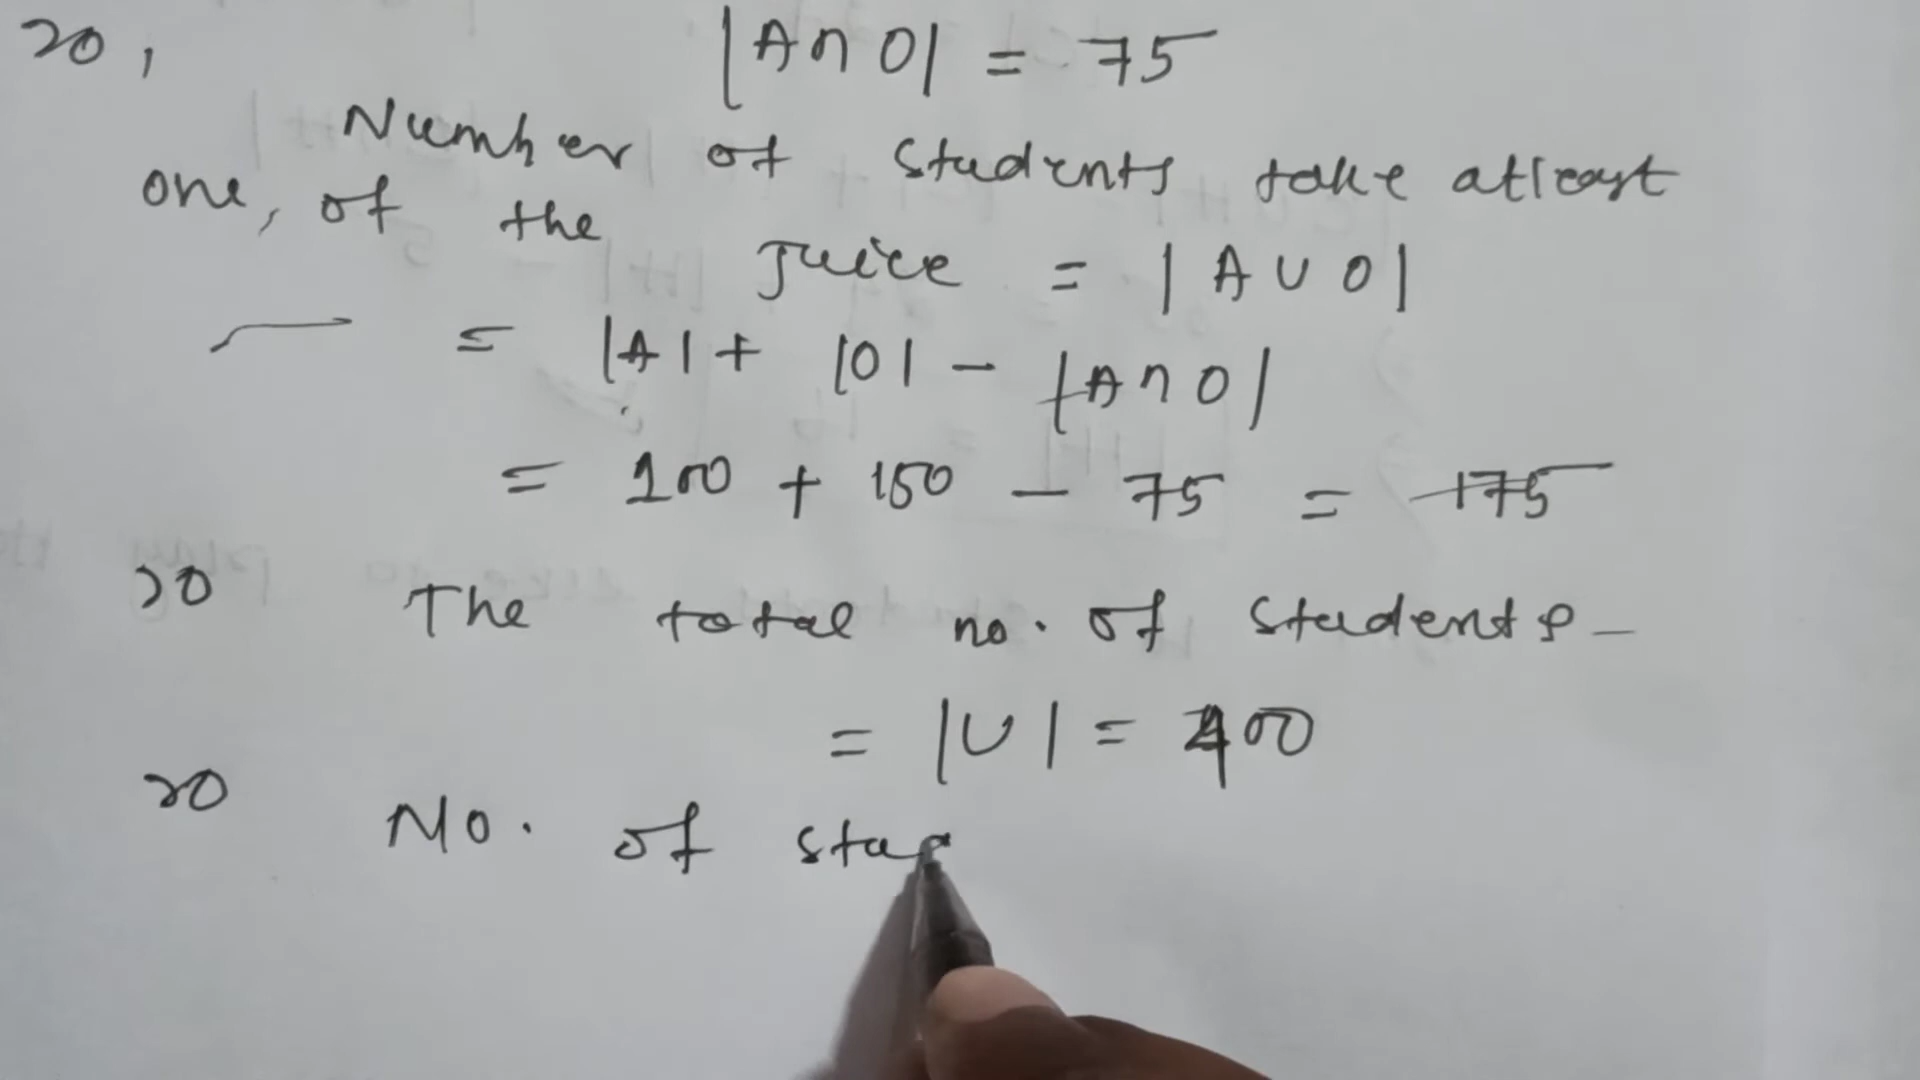 so, |A∩O| = 75
Number of students take atleast
one, of the juice = |A∪O|
= |A| + |O| - |A∩O|
= 100 + 150 - 75 = 175
so The total no. of students
= |U| = 400
so No. of stu